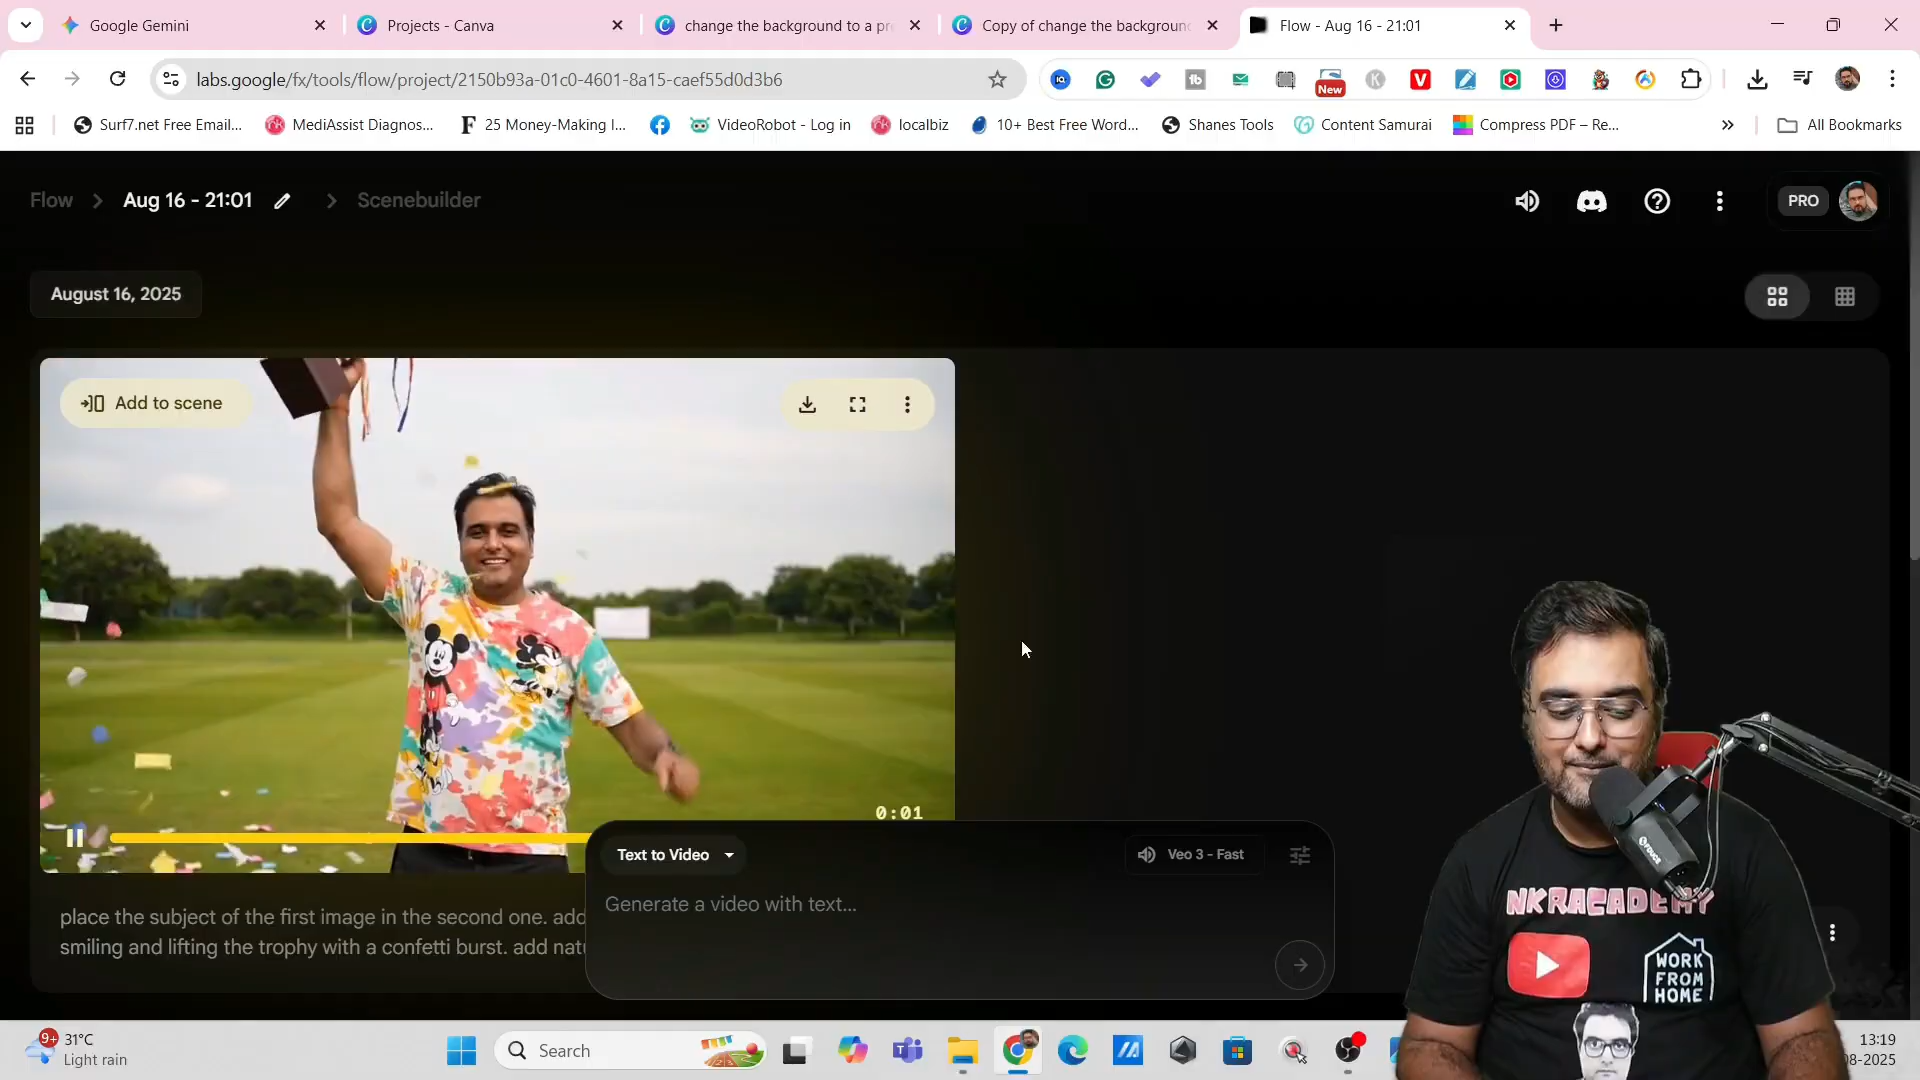 Google Gemini
Projects - Canva
change the background to a pr
Copy of change the background
Flow - Aug 16 - 21:01
labs.google/fx/tools/flow/project/2150b93a-01c0-4601-8a15-caef55d0d3b6
New
Surf7.net Free Email...
MediAssist Diagnos...
25 Money-Making I...
VideoRobot - Log in
localbiz
10+ Best Free Word...
Shanes Tools
Content Samurai
Compress PDF – Re...
»
All Bookmarks
Flow > Aug 16 - 21:01 > Scenebuilder
PRO
August 16, 2025
Add to scene
0:01
place the subject of the first image in the second one. add
smiling and lifting the trophy with a confetti burst. add natu
Text to Video
Veo 3 - Fast
Generate a video with text...
NKRACADEMY
WORK
FROM
HOME
9+
31°C
Light rain
Search
13:19
08-2025